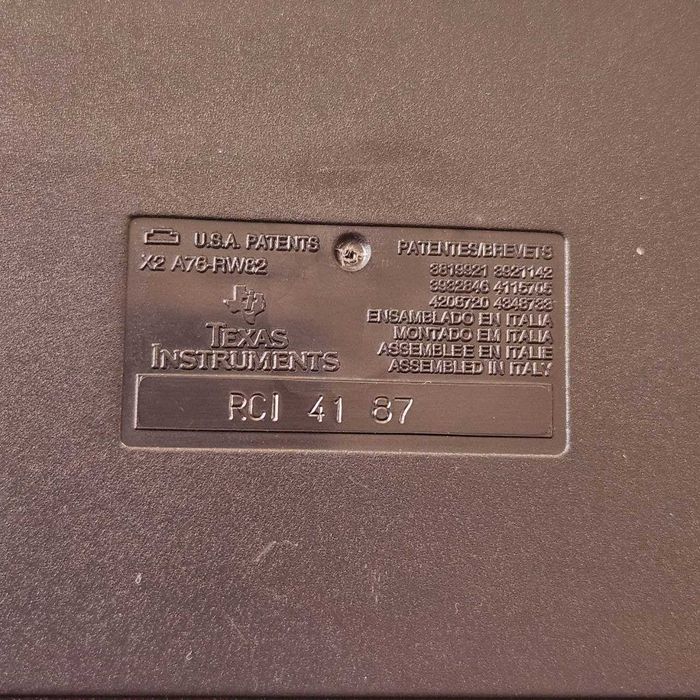 U.S.A. PATENTS
X2 A76-RW82
TEXAS
INSTRUMENTS
PATENTES/BREVETS
3819921 3921142
3932846 4115705
4208720 4348733
ENSAMBLADO EN ITALIA
MONTADO EM ITALIA
ASSEMBLEE EN ITALIE
ASSEMBLED IN ITALY
RCI 41 87